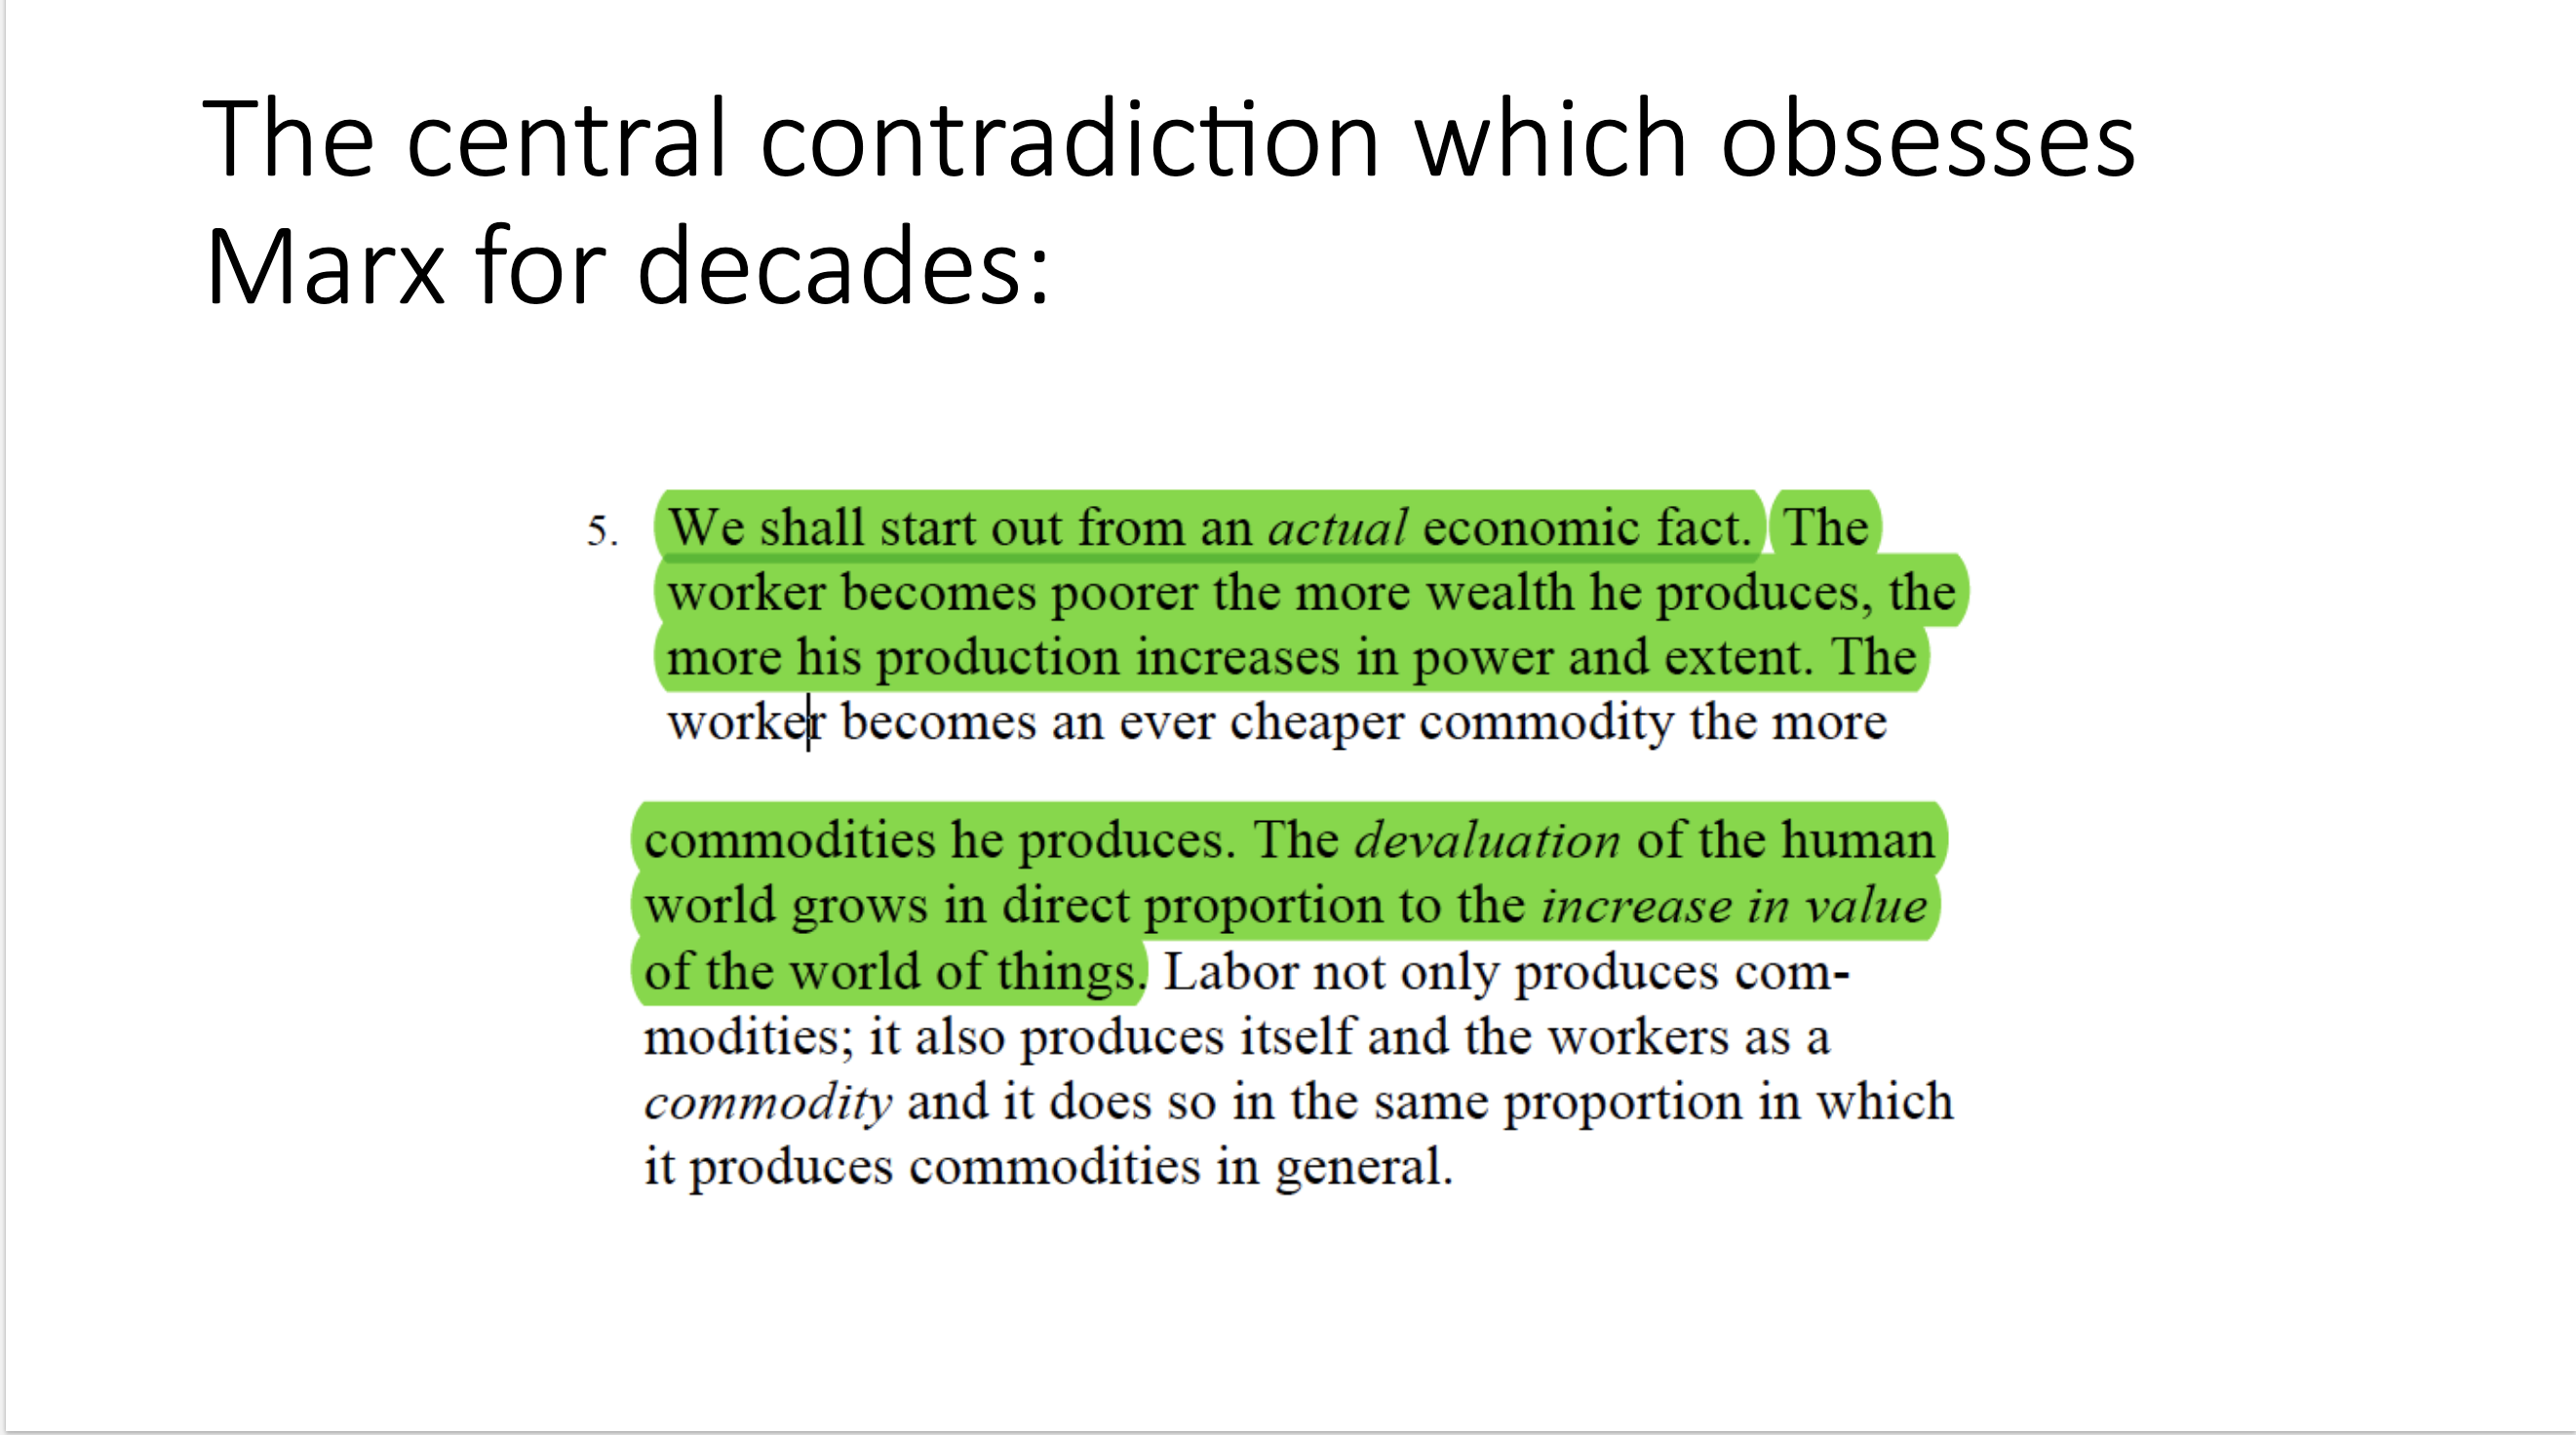 The central contradiction which obsesses
Marx for decades:
5. We shall start out from an actual economic fact. The
worker becomes poorer the more wealth he produces, the
more his production increases in power and extent. The
worker becomes an ever cheaper commodity the more
commodities he produces. The devaluation of the human
world grows in direct proportion to the increase in value
of the world of things. Labor not only produces com-
modities; it also produces itself and the workers as a
commodity and it does so in the same proportion in which
it produces commodities in general.